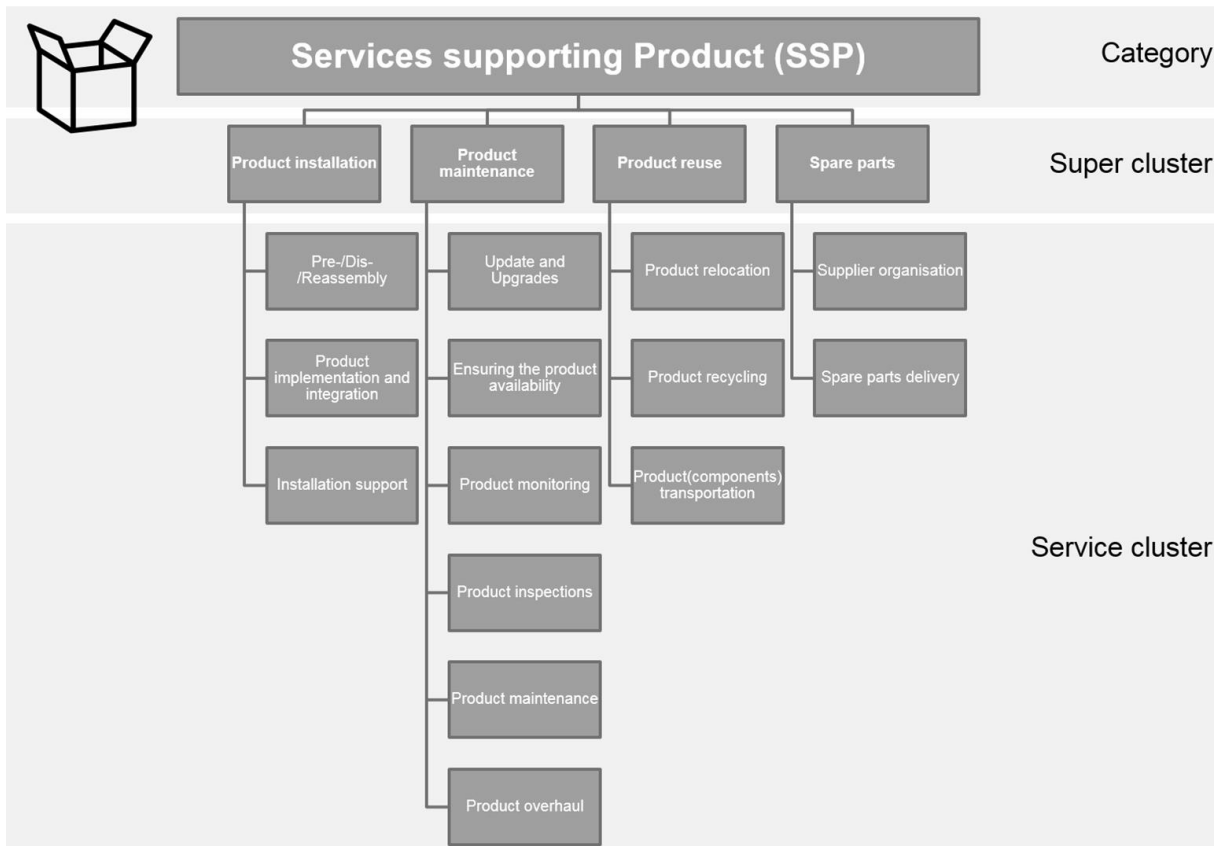 Services supporting Product (SSP)
Category
Product installation
Product
maintenance
Product reuse
Spare parts
Super cluster
Pre-/Dis-
/Reassembly
Product
implementation and
integration
Installation support
Update and
Upgrades
Ensuring the product
availability
Product monitoring
Product inspections
Product maintenance
Product overhaul
Product relocation
Product recycling
Product(components)
transportation
Supplier organisation
Spare parts delivery
Service cluster